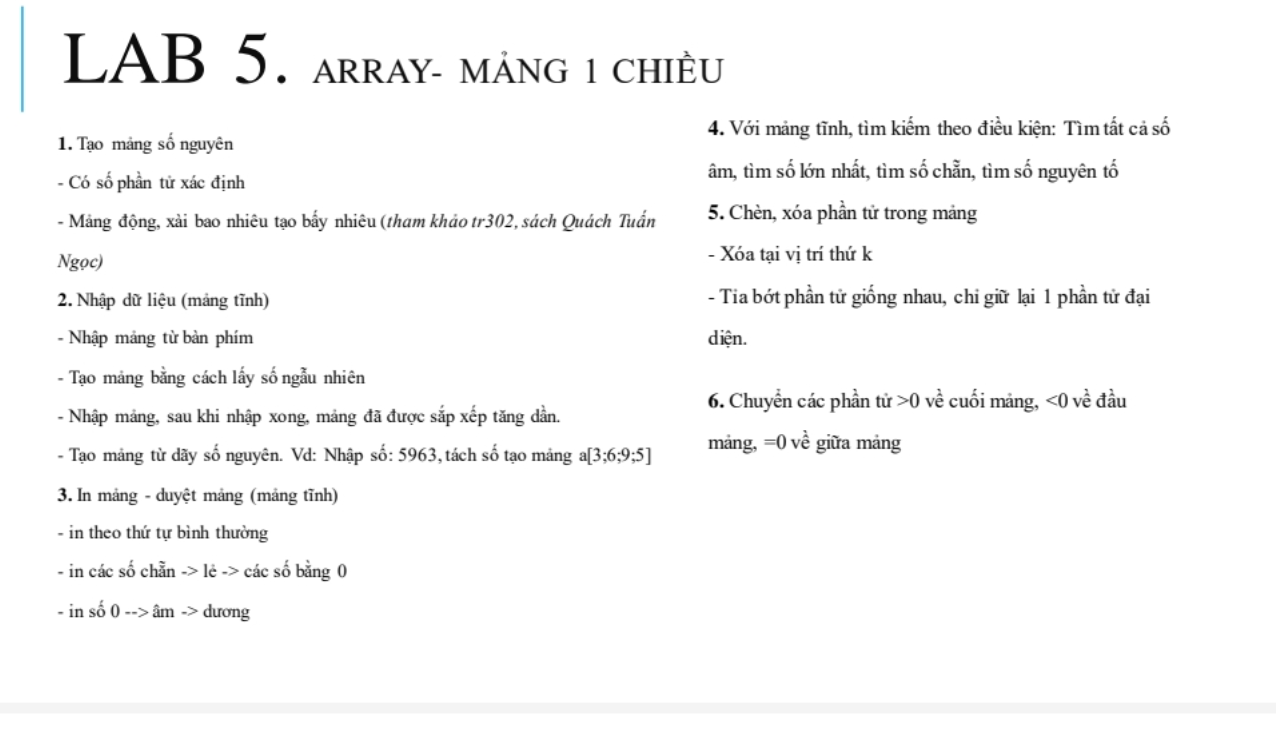 LAB 5. ARRAY- MẢNG 1 CHIỀU
1. Tạo mảng số nguyên
- Có số phần tử xác định
- Mảng động, xài bao nhiêu tạo bấy nhiêu (tham khảo tr302, sách Quách Tuấn
Ngọc)
2. Nhập dữ liệu (mảng tĩnh)
- Nhập mảng từ bàn phím
- Tạo mảng bằng cách lấy số ngẫu nhiên
- Nhập mảng, sau khi nhập xong, mảng đã được sắp xếp tăng dần.
- Tạo mảng từ dãy số nguyên. Vd: Nhập số: 5963, tách số tạo mảng a[3;6;9;5]
3. In mảng - duyệt mảng (mảng tĩnh)
- in theo thứ tự bình thường
- in các số chẵn -> lẻ -> các số bằng 0
- in số 0 --> âm -> dương
4. Với mảng tĩnh, tìm kiếm theo điều kiện: Tìm tất cả số
âm, tìm số lớn nhất, tìm số chẵn, tìm số nguyên tố
5. Chèn, xóa phần tử trong mảng
- Xóa tại vị trí thứ k
- Tỉa bớt phần tử giống nhau, chỉ giữ lại 1 phần tử đại
diện.
6. Chuyển các phần tử >0 về cuối mảng, <0 về đầu
mảng, =0 về giữa mảng